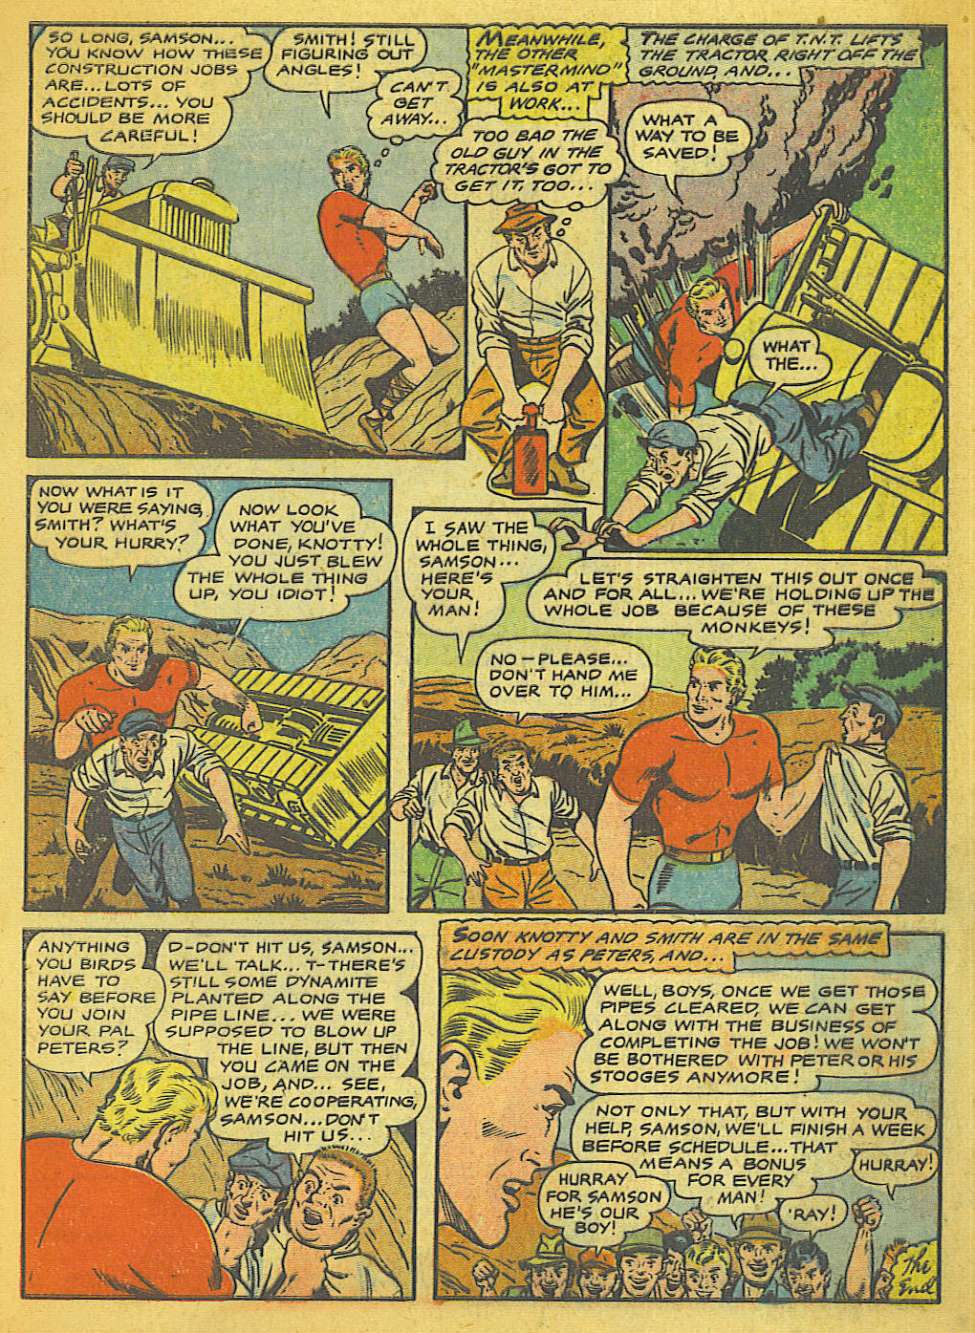 SO LONG, SAMSON...
YOU KNOW HOW THESE
CONSTRUCTION JOBS
ARE... LOTS OF
ACCIDENTS... YOU
SHOULD BE MORE
CAREFUL!
SMITH! STILL
FIGURING OUT
ANGLES!
CAN'T
GET
AWAY...
MEANWHILE,
THE OTHER
"MASTERMIND"
IS ALSO AT
WORK...
TOO BAD THE
OLD GUY IN THE
TRACTOR'S GOT TO
GET IT, TOO...
THE CHARGE OF T.N.T. LIFTS
THE TRACTOR RIGHT OFF THE
GROUND, AND...
WHAT A
WAY TO BE
SAVED!
WHAT
THE...
NOW WHAT IS IT
YOU WERE SAYING,
SMITH? WHAT'S
YOUR HURRY?
NOW LOOK
WHAT YOU'VE
DONE, KNOTTY!
YOU JUST BLEW
THE WHOLE THING
UP, YOU IDIOT!
I SAW THE
WHOLE THING,
SAMSON...
HERE'S
YOUR
MAN!
NO-PLEASE...
DON'T HAND ME
OVER TO HIM...
LET'S STRAIGHTEN THIS OUT ONCE
AND FOR ALL... WE'RE HOLDING UP THE
WHOLE JOB BECAUSE OF THESE
MONKEYS!
ANYTHING
YOU BIRDS
HAVE TO
SAY BEFORE
YOU JOIN
YOUR PAL
PETERS?
D-DON'T HIT US, SAMSON...
WE'LL TALK... T-THERE'S
STILL SOME DYNAMITE
PLANTED ALONG THE
PIPE LINE... WE WERE
SUPPOSED TO BLOW UP
THE LINE, BUT THEN
YOU CAME ON THE
JOB, AND... SEE,
WE'RE COOPERATING,
SAMSON... DON'T
HIT US...
SOON KNOTTY AND SMITH ARE IN THE SAME
CUSTODY AS PETERS, AND...
WELL, BOYS, ONCE WE GET THOSE
PIPES CLEARED, WE CAN GET
ALONG WITH THE BUSINESS OF
COMPLETING THE JOB! WE WON'T
BE BOTHERED WITH PETER OR HIS
STOOGES ANYMORE!
NOT ONLY THAT, BUT WITH YOUR
HELP, SAMSON, WE'LL FINISH A WEEK
BEFORE SCHEDULE... THAT
MEANS A BONUS
FOR EVERY
MAN!
HURRAY
FOR SAMSON
HE'S OUR
BOY!
'RAY!
HURRAY!
The
End